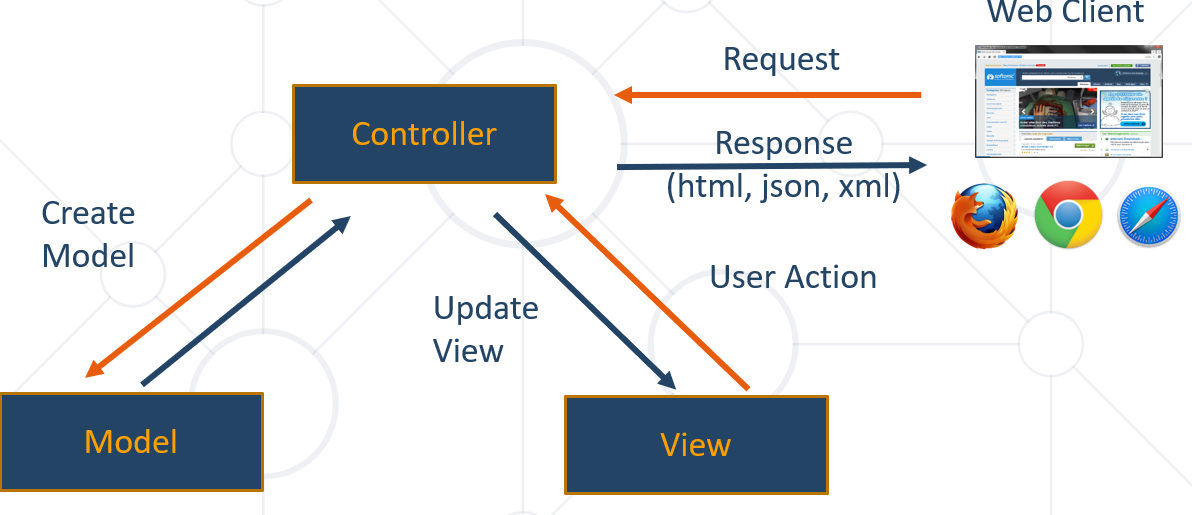 Web Client
Request
Controller
Response
(html, json, xml)
Create
Model
User Action
Update
View
Model
View